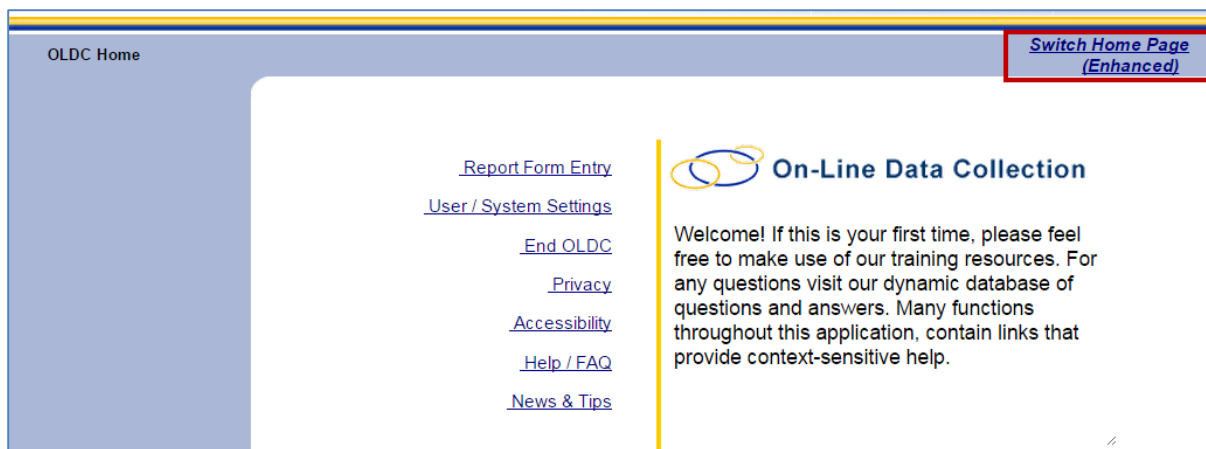 OLDC Home
Switch Home Page
(Enhanced)
Report Form Entry
User / System Settings
End OLDC
Privacy
Accessibility
Help / FAQ
News & Tips
On-Line Data Collection
Welcome! If this is your first time, please feel
free to make use of our training resources. For
any questions visit our dynamic database of
questions and answers. Many functions
throughout this application, contain links that
provide context-sensitive help.